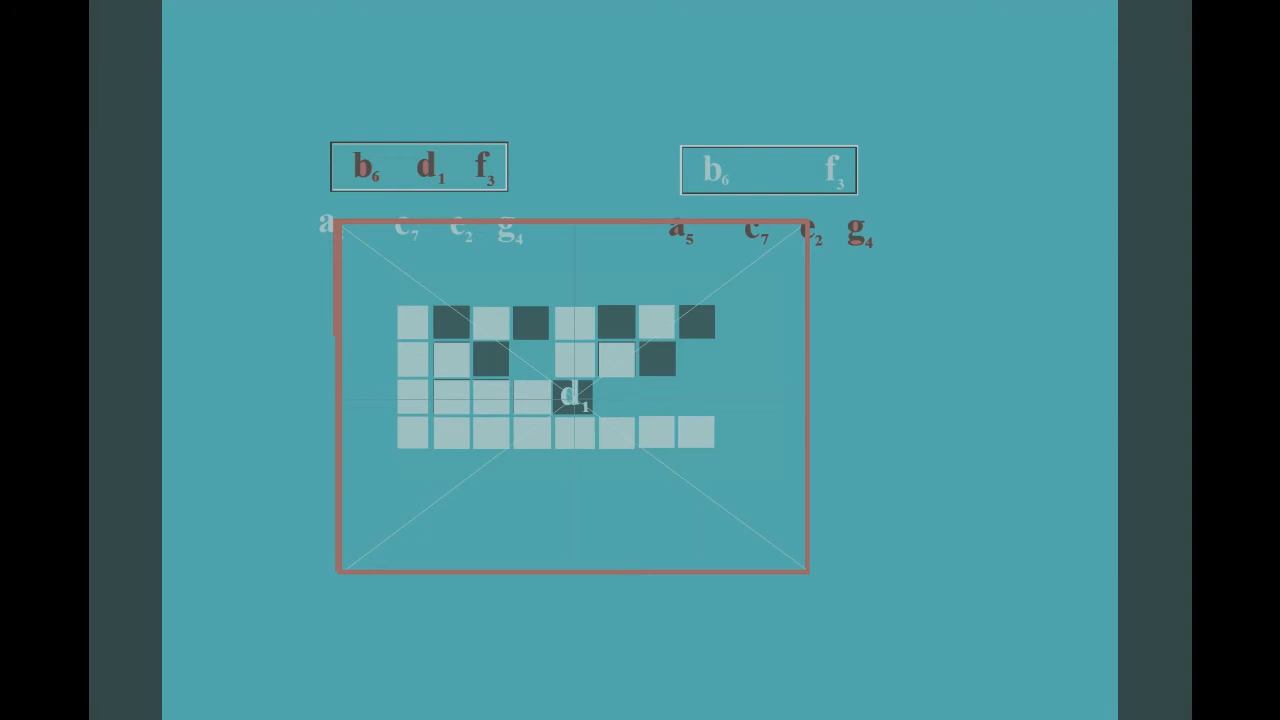 b₆ d₁ f₃ b₆ f₃
a c₇ e₂ g₄ a₅ c₇ e₂ g₄
d₁